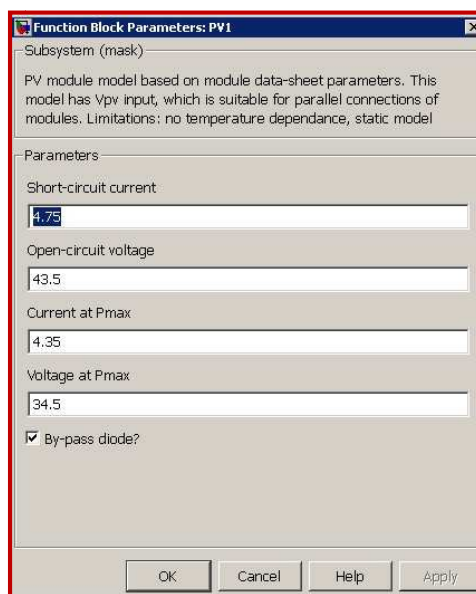 Function Block Parameters: PV1
Subsystem (mask)
PV module model based on module data-sheet parameters. This
model has Vpv input, which is suitable for parallel connections of
modules. Limitations: no temperature dependance, static model
Parameters
Short-circuit current
4.75
Open-circuit voltage
43.5
Current at Pmax
4.35
Voltage at Pmax
34.5
By-pass diode?
OK Cancel Help Apply